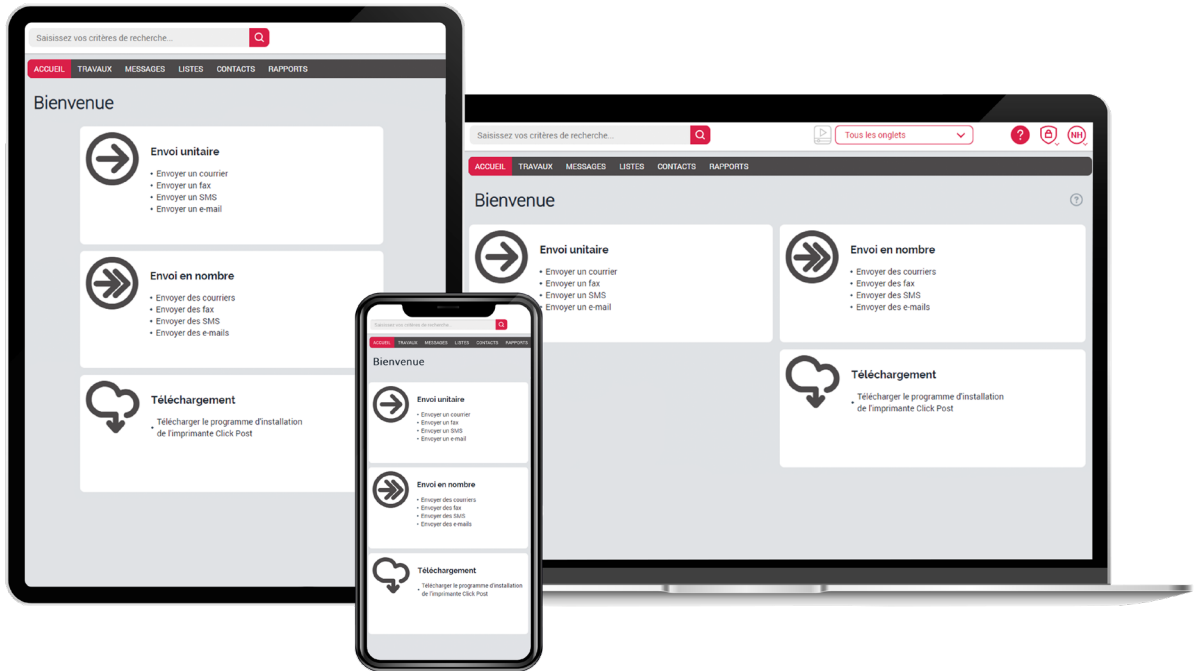 Saisissez vos critères de recherche...
ACCUEIL TRAVAUX MESSAGES LISTES CONTACTS RAPPORTS
Bienvenue
Envoi unitaire
• Envoyer un courrier
• Envoyer un fax
• Envoyer un SMS
• Envoyer un e-mail
Envoi en nombre
• Envoyer des courriers
• Envoyer des fax
• Envoyer des SMS
• Envoyer des e-mails
Téléchargement
• Télécharger le programme d'installation
de l'imprimante Click Post
Saisissez vos critères de recherche...
ACCUEIL TRAVAUX MESSAGES LISTES CONTACTS RAPPORTS
Bienvenue
Envoi unitaire
• Envoyer un courrier
• Envoyer un fax
• Envoyer un SMS
• Envoyer un e-mail
Envoi en nombre
• Envoyer des courriers
• Envoyer des fax
• Envoyer des SMS
• Envoyer des e-mails
Téléchargement
• Télécharger le programme d'installation
de l'imprimante Click Post
Saisissez vos critères de recherche...
Tous les onglets
?
NH
ACCUEIL TRAVAUX MESSAGES LISTES CONTACTS RAPPORTS
Bienvenue
?
Envoi unitaire
• Envoyer un courrier
• Envoyer un fax
• Envoyer un SMS
Envoyer un e-mail
Envoi en nombre
• Envoyer des courriers
• Envoyer des fax
• Envoyer des SMS
• Envoyer des e-mails
Téléchargement
• Télécharger le programme d'installation
de l'imprimante Click Post